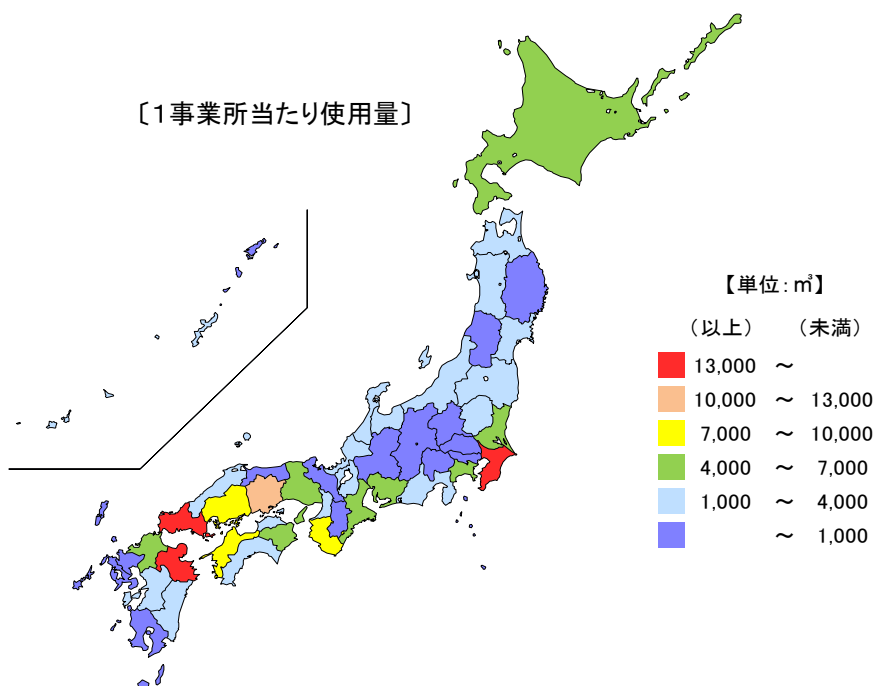 〔１事業所当たり使用量〕
【単位：㎥】
（以上） （未満）
13,000 ～
10,000 ～ 13,000
7,000 ～ 10,000
4,000 ～ 7,000
1,000 ～ 4,000
～ 1,000